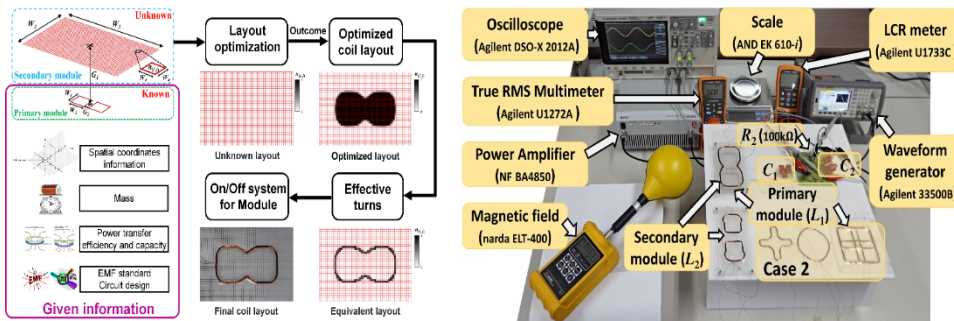 Unknown
Secondary module
Known
Primary module
Spatial coordinates
information
Mass
Power transfer
efficiency and capacity
EMF standard
Circuit design
Given information
Layout
optimization
Outcome
Optimized
coil layout
Unknown layout
Optimized layout
On/Off system
for Module
Effective
turns
Final coil layout
Equivalent layout
Oscilloscope
(Agilent DSO-X 2012A)
Scale
(AND EK 610-i)
LCR meter
(Agilent U1733C)
True RMS Multimeter
(Agilent U1272A)
Power Amplifier
(NF BA4850)
R2 (100kΩ)
C1
C2
Waveform
generator
(Agilent 33500B)
Magnetic field
(narda ELT-400)
Primary
module (L1)
Secondary
module (L2)
Case 2